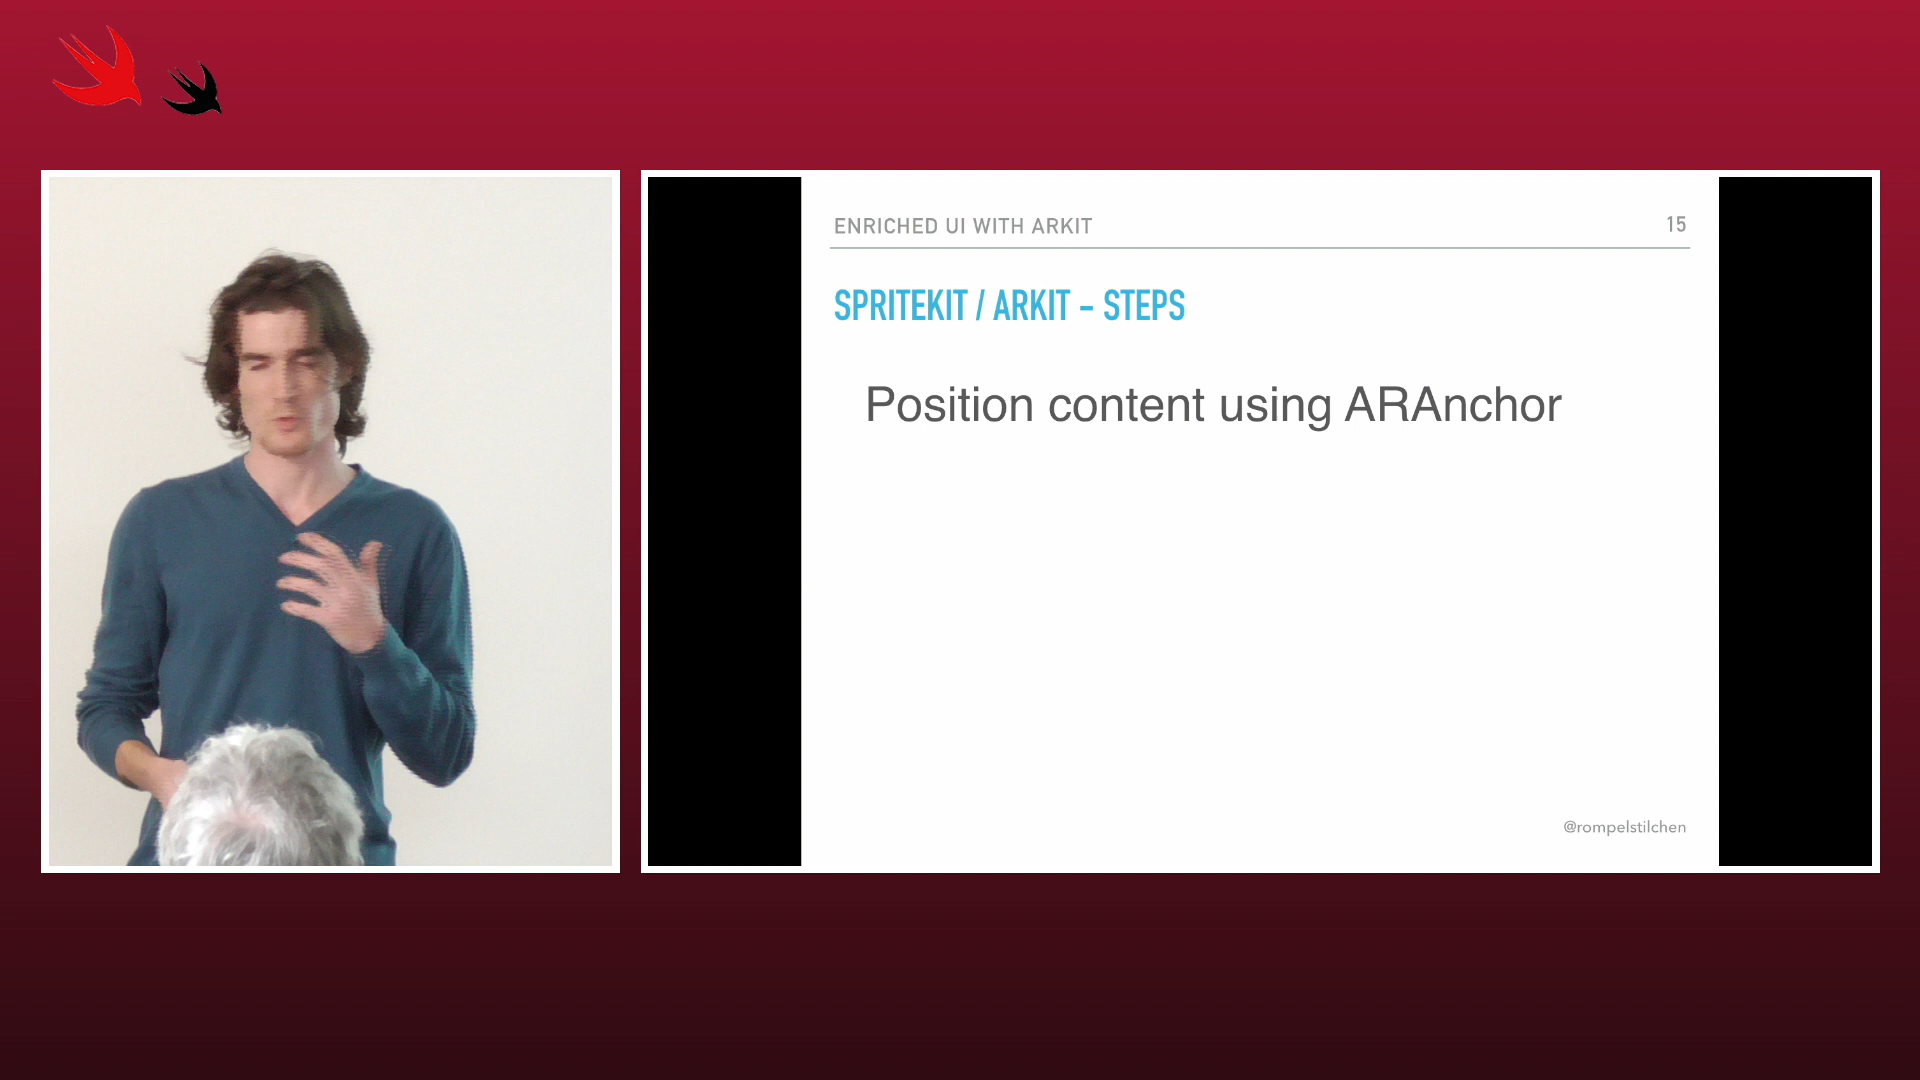 ENRICHED UI WITH ARKIT
15
SPRITEKIT / ARKIT - STEPS
Position content using ARAnchor
@rompelstilchen